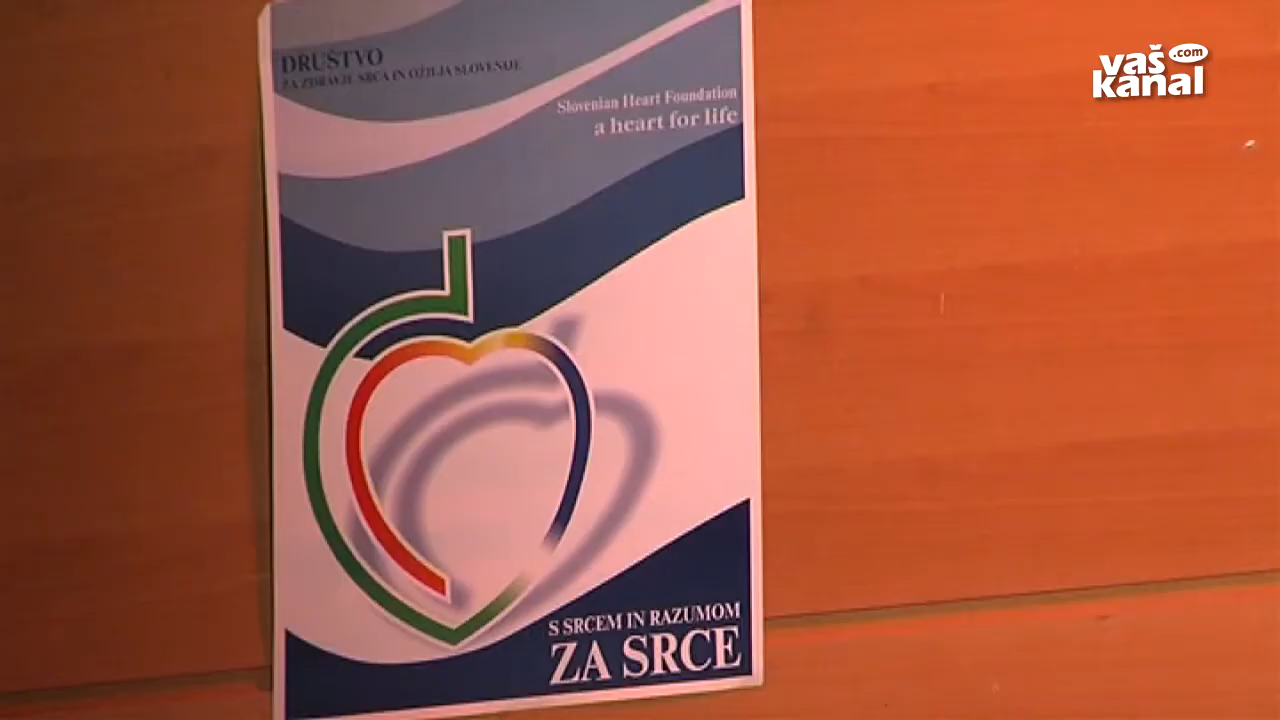 DRUŠTVO
ZA ZDRAVJE SRCA IN OŽILJA SLOVENIJE
Slovenian Heart Foundation
a heart for life
vaš
.com
kanal
S SRCEM IN RAZUMOM
ZA SRCE